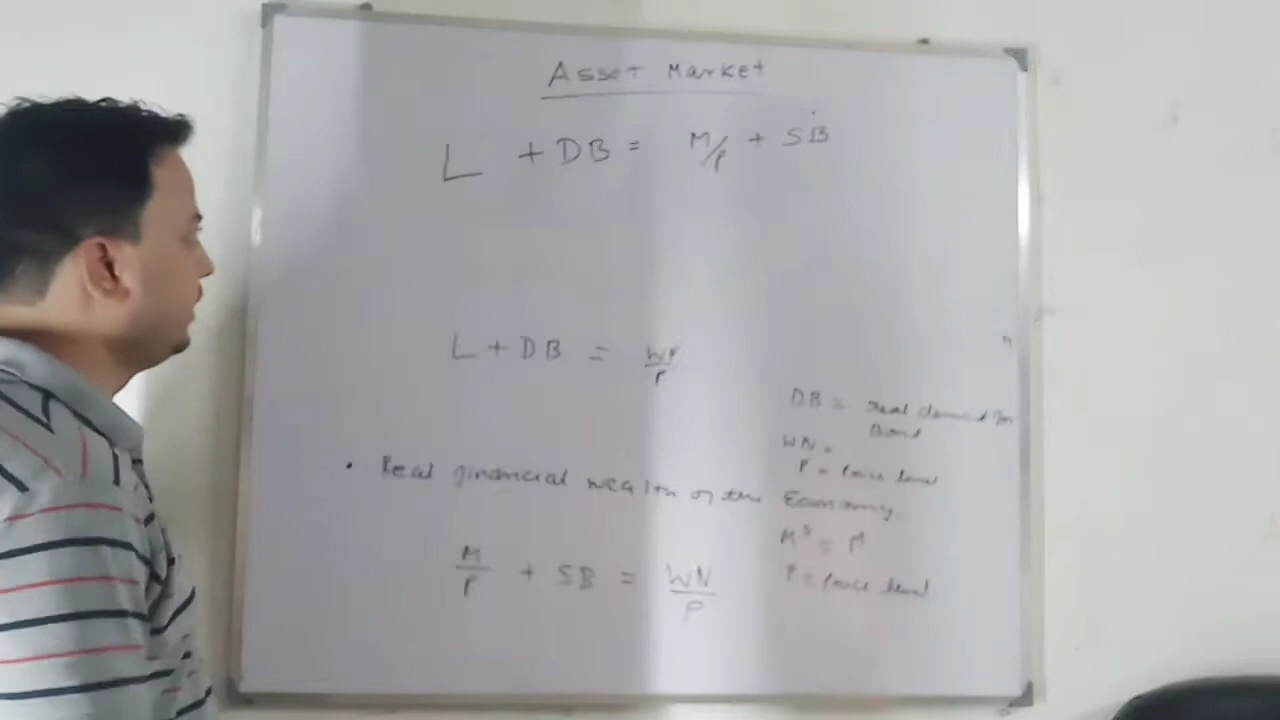 Asset Market
L + DB = M/P + SB
L + DB = WN/P
DB = real demand for Bond
WN =
P = Price level
• Real financial wealth of the Economy.
M^s = M
M/P + SB = WN/P
P = Price level